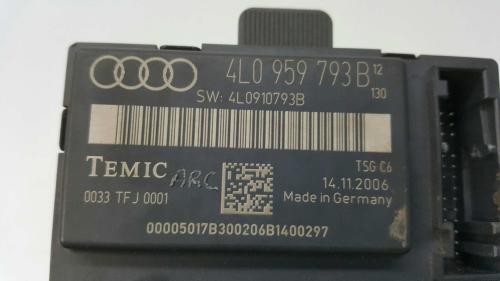 4L0 959 793 B 12
130
SW: 4L0910793B
TEMIC ARC
TSG C6
14.11.2006
0033 TFJ 0001
Made in Germany
00005017B300206B1400297